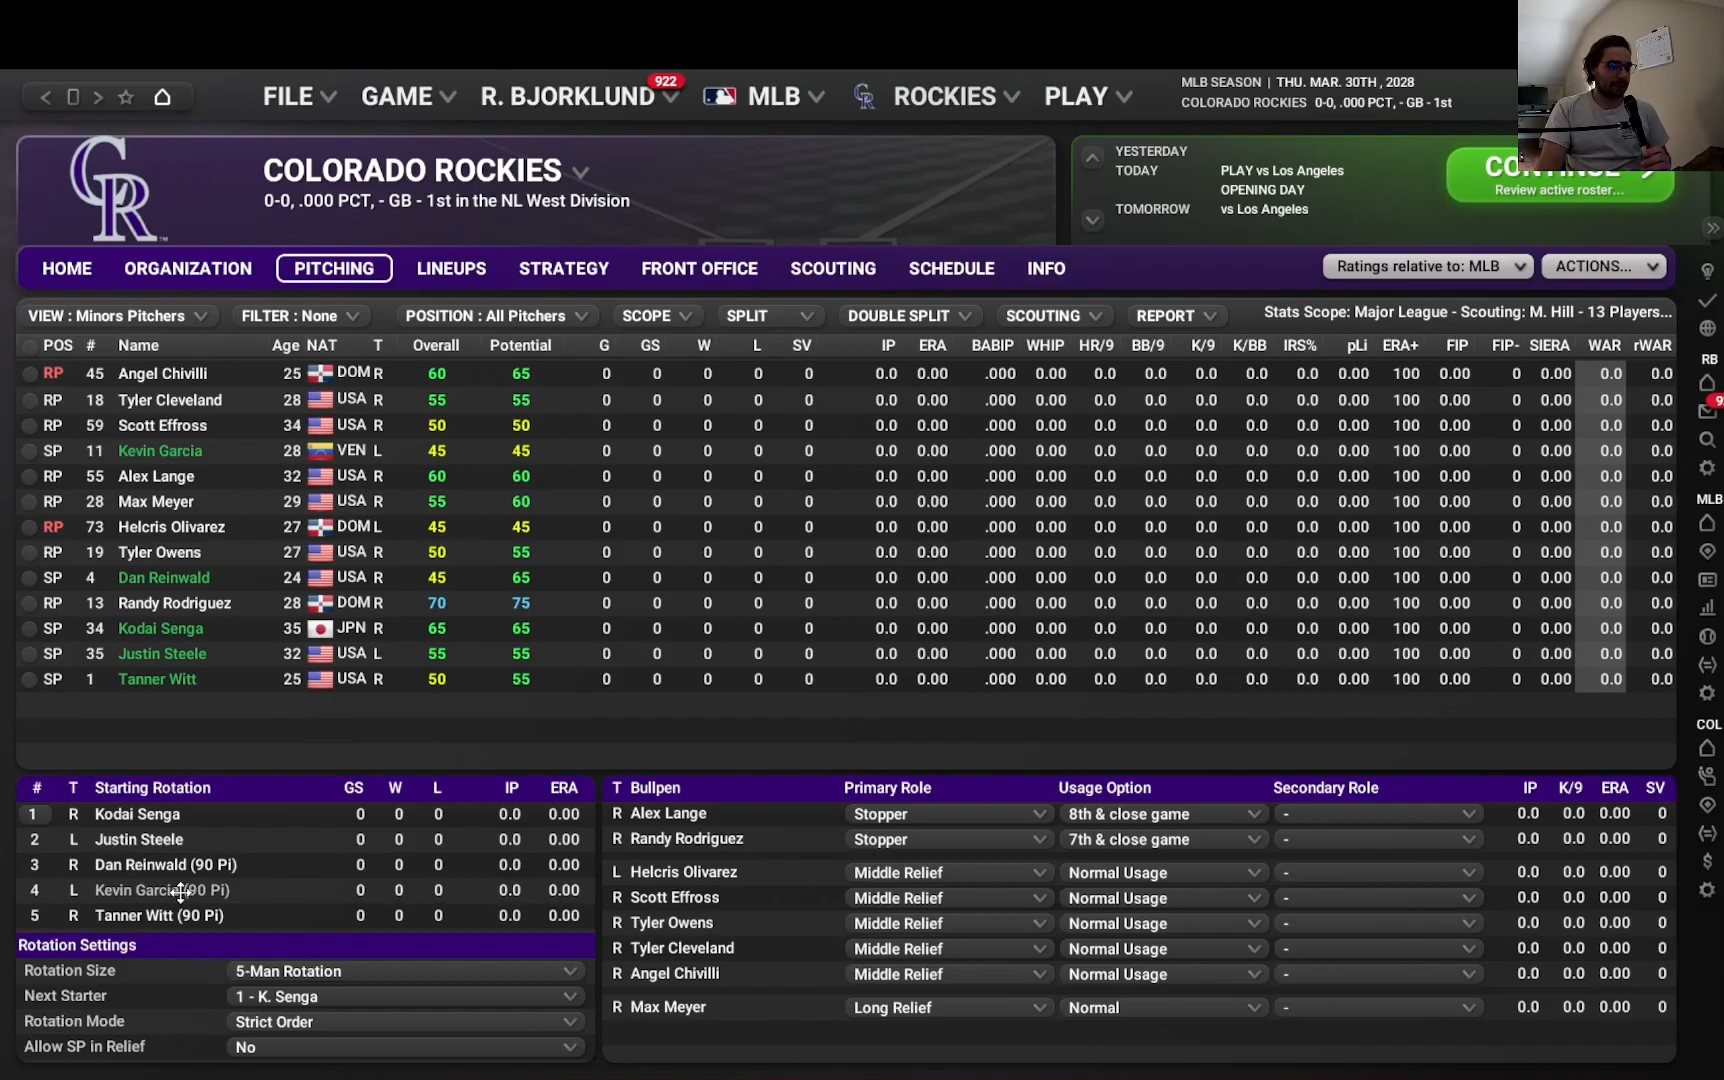 FILE GAME R. BJORKLUND 922 MLB ROCKIES PLAY
MLB SEASON | THU. MAR. 30TH , 2028
COLORADO ROCKIES 0-0, .000 PCT, - GB - 1st
COLORADO ROCKIES
0-0, .000 PCT, - GB - 1st in the NL West Division
YESTERDAY
TODAY PLAY vs Los Angeles
OPENING DAY
TOMORROW vs Los Angeles
Review active roster...
HOME ORGANIZATION PITCHING LINEUPS STRATEGY FRONT OFFICE SCOUTING SCHEDULE INFO Ratings relative to: MLB ACTIONS...
VIEW : Minors Pitchers FILTER : None POSITION : All Pitchers SCOPE SPLIT DOUBLE SPLIT SCOUTING REPORT Stats Scope: Major League - Scouting: M. Hill - 13 Players...
POS # Name Age NAT T Overall Potential G GS W L SV IP ERA BABIP WHIP HR/9 BB/9 K/9 K/BB IRS% pLi ERA+ FIP FIP- SIERA WAR rWAR
RP 45 Angel Chivilli 25 DOM R 60 65 0 0 0 0 0 0.0 0.00 .000 0.00 0.0 0.0 0.0 0.0 0.0 0.00 100 0.00 0 0.00 0.0 0.0
RP 18 Tyler Cleveland 28 USA R 55 55 0 0 0 0 0 0.0 0.00 .000 0.00 0.0 0.0 0.0 0.0 0.0 0.00 100 0.00 0 0.00 0.0 0.0
RP 59 Scott Effross 34 USA R 50 50 0 0 0 0 0 0.0 0.00 .000 0.00 0.0 0.0 0.0 0.0 0.0 0.00 100 0.00 0 0.00 0.0 0.0
SP 11 Kevin Garcia 28 VEN L 45 45 0 0 0 0 0 0.0 0.00 .000 0.00 0.0 0.0 0.0 0.0 0.0 0.00 100 0.00 0 0.00 0.0 0.0
RP 55 Alex Lange 32 USA R 60 60 0 0 0 0 0 0.0 0.00 .000 0.00 0.0 0.0 0.0 0.0 0.0 0.00 100 0.00 0 0.00 0.0 0.0
RP 28 Max Meyer 29 USA R 55 60 0 0 0 0 0 0.0 0.00 .000 0.00 0.0 0.0 0.0 0.0 0.0 0.00 100 0.00 0 0.00 0.0 0.0
RP 73 Helcris Olivarez 27 DOM L 45 45 0 0 0 0 0 0.0 0.00 .000 0.00 0.0 0.0 0.0 0.0 0.0 0.00 100 0.00 0 0.00 0.0 0.0
RP 19 Tyler Owens 27 USA R 50 55 0 0 0 0 0 0.0 0.00 .000 0.00 0.0 0.0 0.0 0.0 0.0 0.00 100 0.00 0 0.00 0.0 0.0
SP 4 Dan Reinwald 24 USA R 45 65 0 0 0 0 0 0.0 0.00 .000 0.00 0.0 0.0 0.0 0.0 0.0 0.00 100 0.00 0 0.00 0.0 0.0
RP 13 Randy Rodriguez 28 DOM R 70 75 0 0 0 0 0 0.0 0.00 .000 0.00 0.0 0.0 0.0 0.0 0.0 0.00 100 0.00 0 0.00 0.0 0.0
SP 34 Kodai Senga 35 JPN R 65 65 0 0 0 0 0 0.0 0.00 .000 0.00 0.0 0.0 0.0 0.0 0.0 0.00 100 0.00 0 0.00 0.0 0.0
SP 35 Justin Steele 32 USA L 55 55 0 0 0 0 0 0.0 0.00 .000 0.00 0.0 0.0 0.0 0.0 0.0 0.00 100 0.00 0 0.00 0.0 0.0
SP 1 Tanner Witt 25 USA R 50 55 0 0 0 0 0 0.0 0.00 .000 0.00 0.0 0.0 0.0 0.0 0.0 0.00 100 0.00 0 0.00 0.0 0.0
# T Starting Rotation GS W L IP ERA
1 R Kodai Senga 0 0 0 0.0 0.00
2 L Justin Steele 0 0 0 0.0 0.00
3 R Dan Reinwald (90 Pi) 0 0 0 0.0 0.00
4 L Kevin Garcia (90 Pi) 0 0 0 0.0 0.00
5 R Tanner Witt (90 Pi) 0 0 0 0.0 0.00
Rotation Settings
Rotation Size 5-Man Rotation
Next Starter 1 - K. Senga
Rotation Mode Strict Order
Allow SP in Relief No
T Bullpen Primary Role Usage Option Secondary Role IP K/9 ERA SV
R Alex Lange Stopper 8th & close game - 0.0 0.0 0.00 0
R Randy Rodriguez Stopper 7th & close game - 0.0 0.0 0.00 0
L Helcris Olivarez Middle Relief Normal Usage - 0.0 0.0 0.00 0
R Scott Effross Middle Relief Normal Usage - 0.0 0.0 0.00 0
R Tyler Owens Middle Relief Normal Usage - 0.0 0.0 0.00 0
R Tyler Cleveland Middle Relief Normal Usage - 0.0 0.0 0.00 0
R Angel Chivilli Middle Relief Normal Usage - 0.0 0.0 0.00 0
R Max Meyer Long Relief Normal - 0.0 0.0 0.00 0
RB
MLB
COL